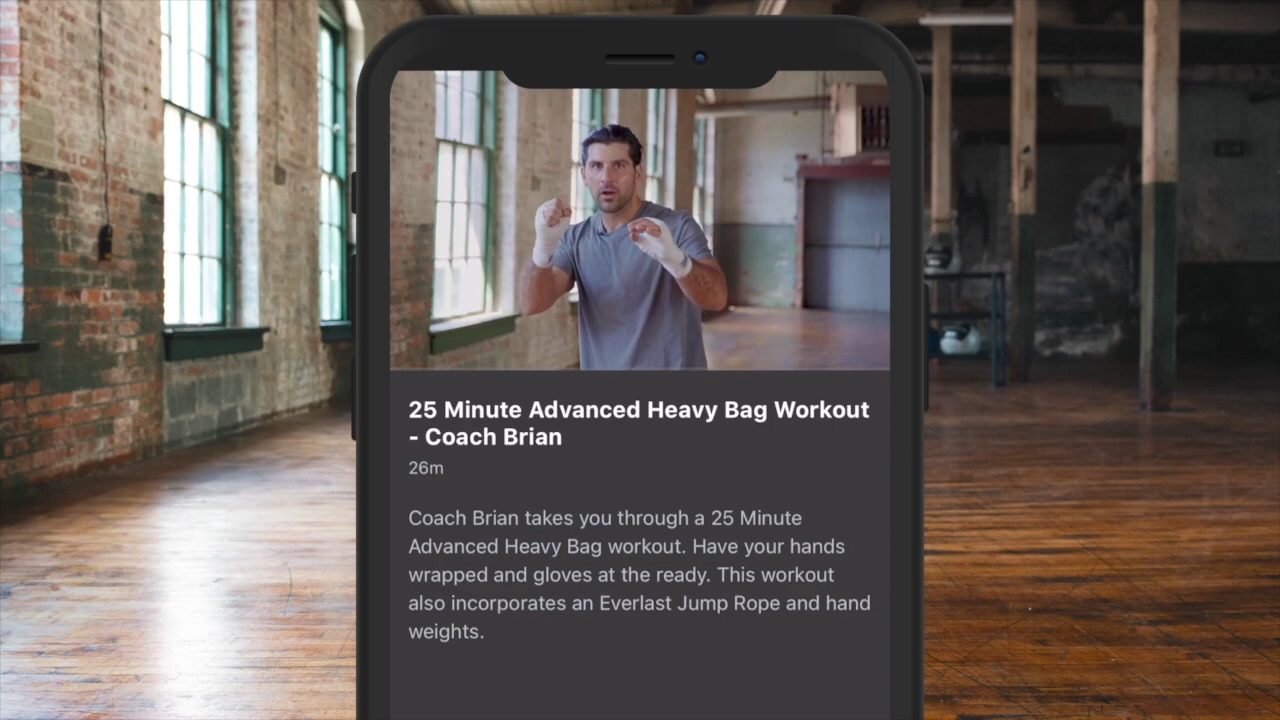 25 Minute Advanced Heavy Bag Workout
- Coach Brian
26m
Coach Brian takes you through a 25 Minute
Advanced Heavy Bag workout. Have your hands
wrapped and gloves at the ready. This workout
also incorporates an Everlast Jump Rope and hand
weights.